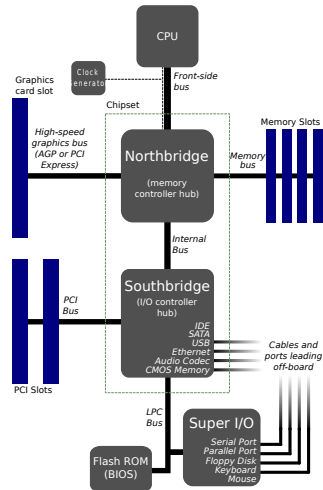 CPU
Clock
Generator
Graphics
card slot
Front-side
bus
Chipset
Memory Slots
High-speed
graphics bus
(AGP or PCI
Express)
Northbridge
(memory
controller hub)
Memory
bus
Internal
Bus
PCI
Bus
Southbridge
(I/O controller
hub)
IDE
SATA
USB
Ethernet
Audio Codec
CMOS Memory
Cables and
ports leading
off-board
PCI Slots
LPC
Bus
Super I/O
Serial Port
Parallel Port
Floppy Disk
Keyboard
Mouse
Flash ROM
(BIOS)